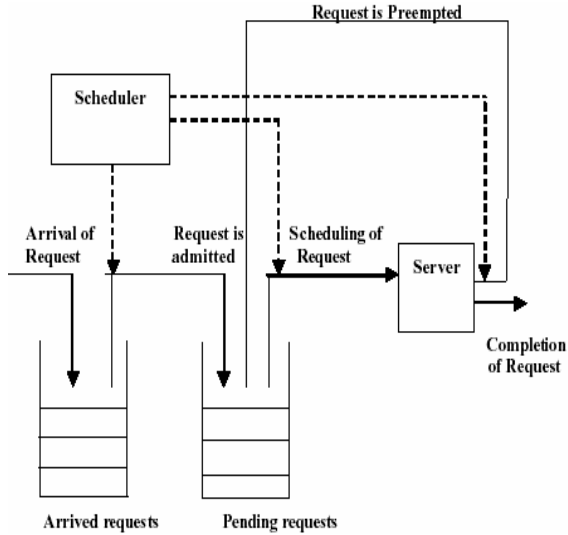 Request is Preempted
Scheduler
Arrival of
Request
Request is
admitted
Scheduling of
Request
Server
Completion
of Request
Arrived requests
Pending requests